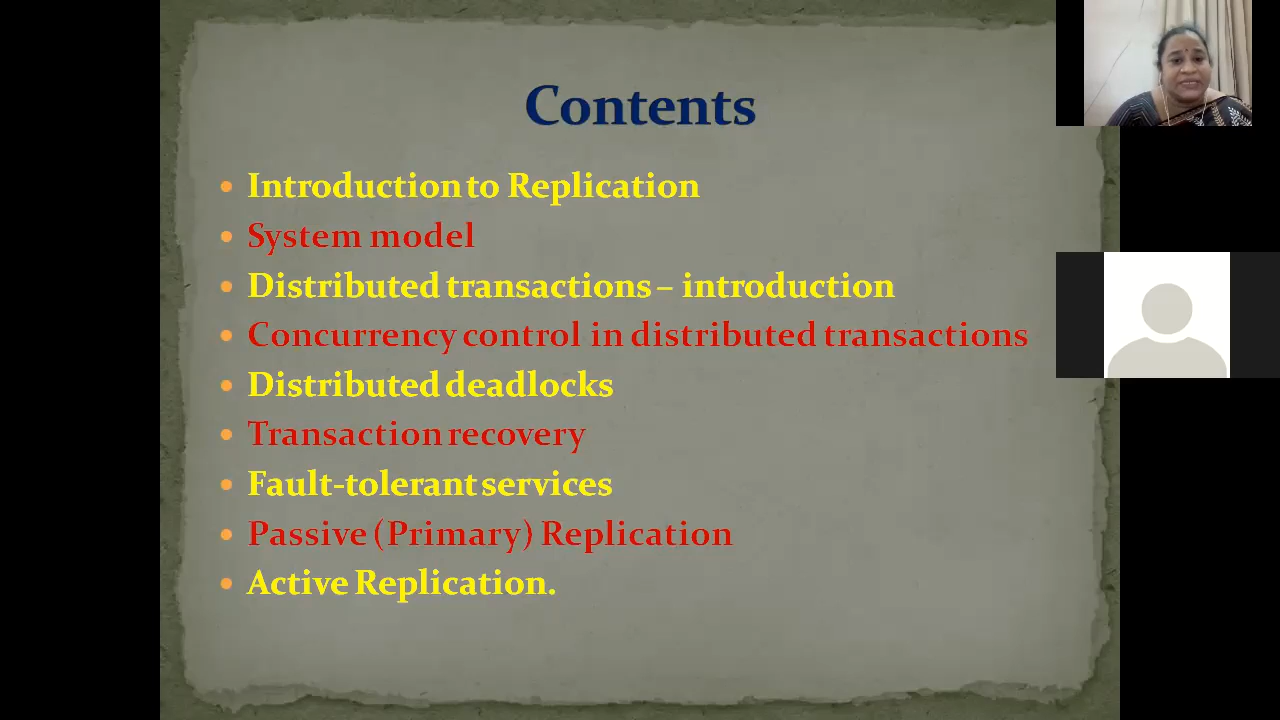 Contents
• Introduction to Replication
• System model
• Distributed transactions – introduction
• Concurrency control in distributed transactions
• Distributed deadlocks
• Transaction recovery
• Fault-tolerant services
• Passive (Primary) Replication
• Active Replication.